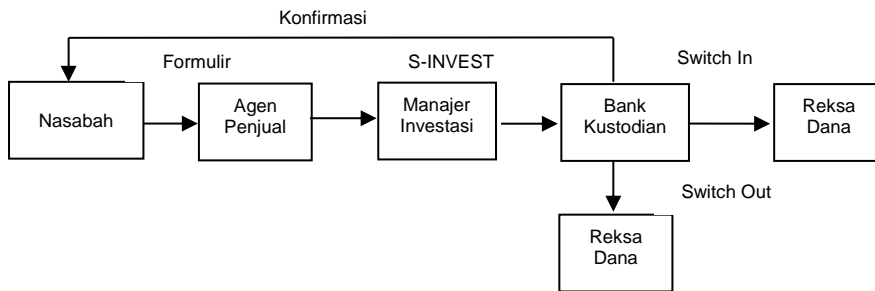 Konfirmasi
Formulir
S-INVEST
Switch In
Nasabah
Agen
Penjual
Manajer
Investasi
Bank
Kustodian
Reksa
Dana
Switch Out
Reksa
Dana